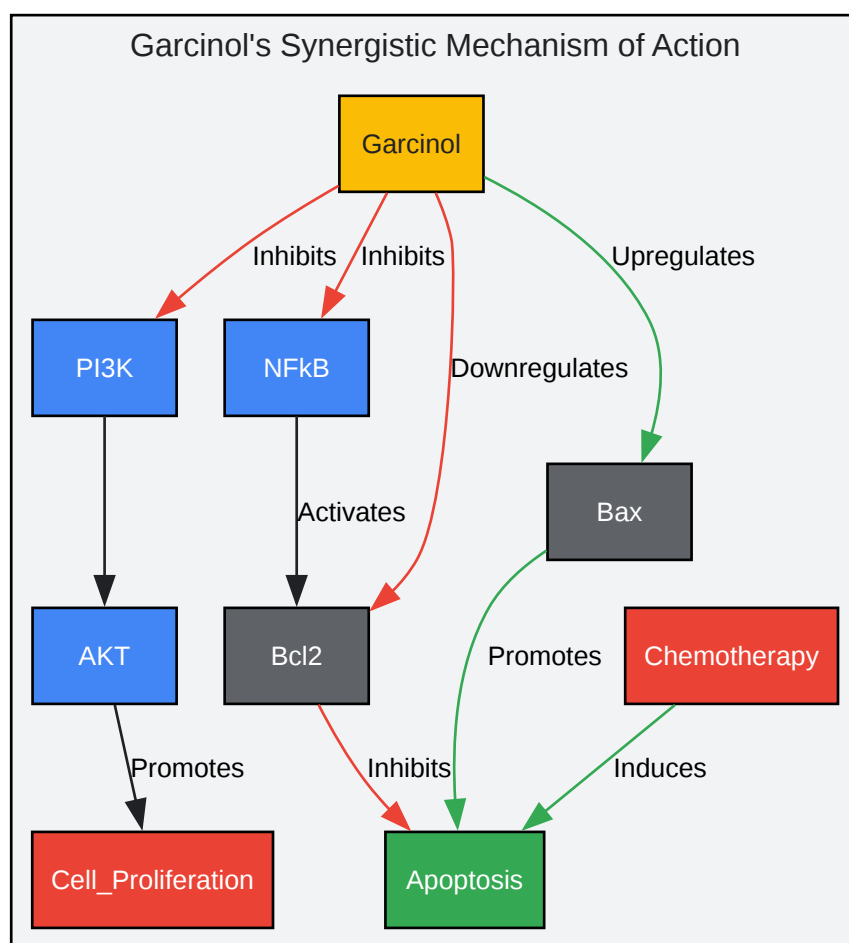 Garcinol's Synergistic Mechanism of Action
Garcinol
Inhibits
Inhibits
Upregulates
PI3K
NFkB
Downregulates
Bax
Activates
AKT
Bcl2
Promotes
Chemotherapy
Promotes
Inhibits
Induces
Cell_Proliferation
Apoptosis